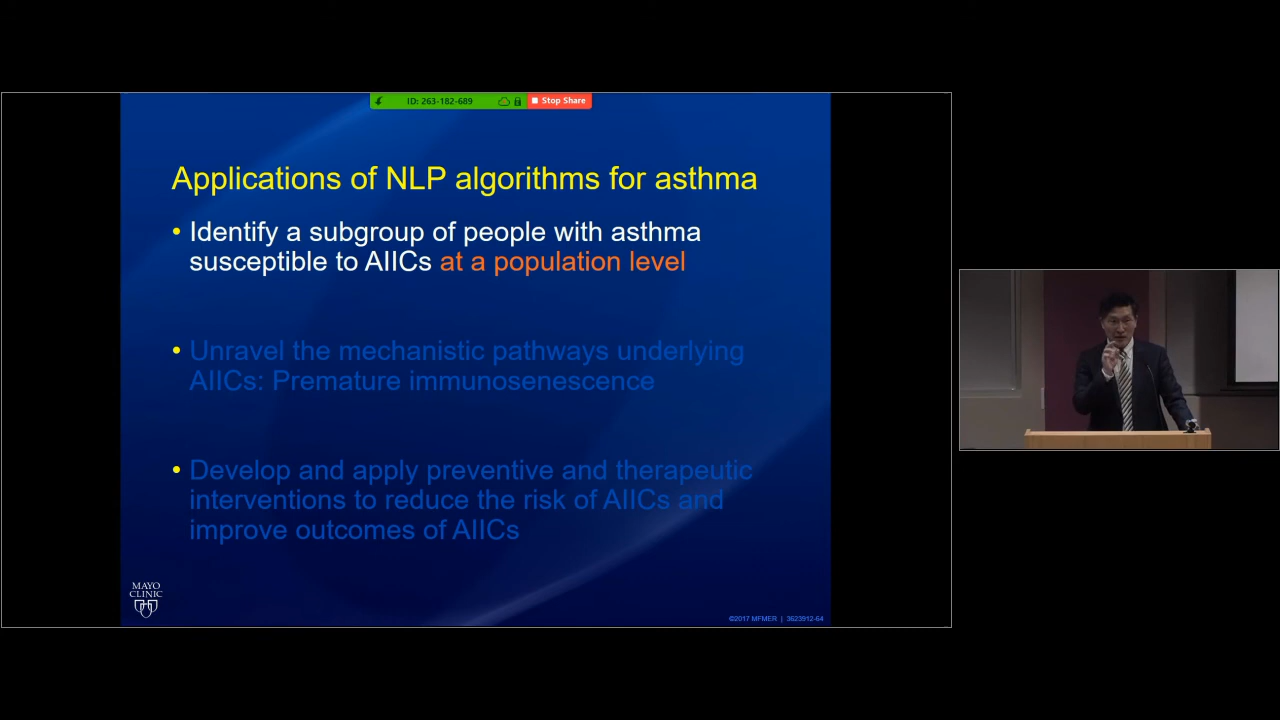 ID: 263-182-689
Stop Share
Applications of NLP algorithms for asthma
• Identify a subgroup of people with asthma
susceptible to AIICs at a population level
• Unravel the mechanistic pathways underlying
AIICs: Premature immunosenescence
• Develop and apply preventive and therapeutic
interventions to reduce the risk of AIICs and
improve outcomes of AIICs
MAYO
CLINIC
©2017 MFMER | 3623912-64